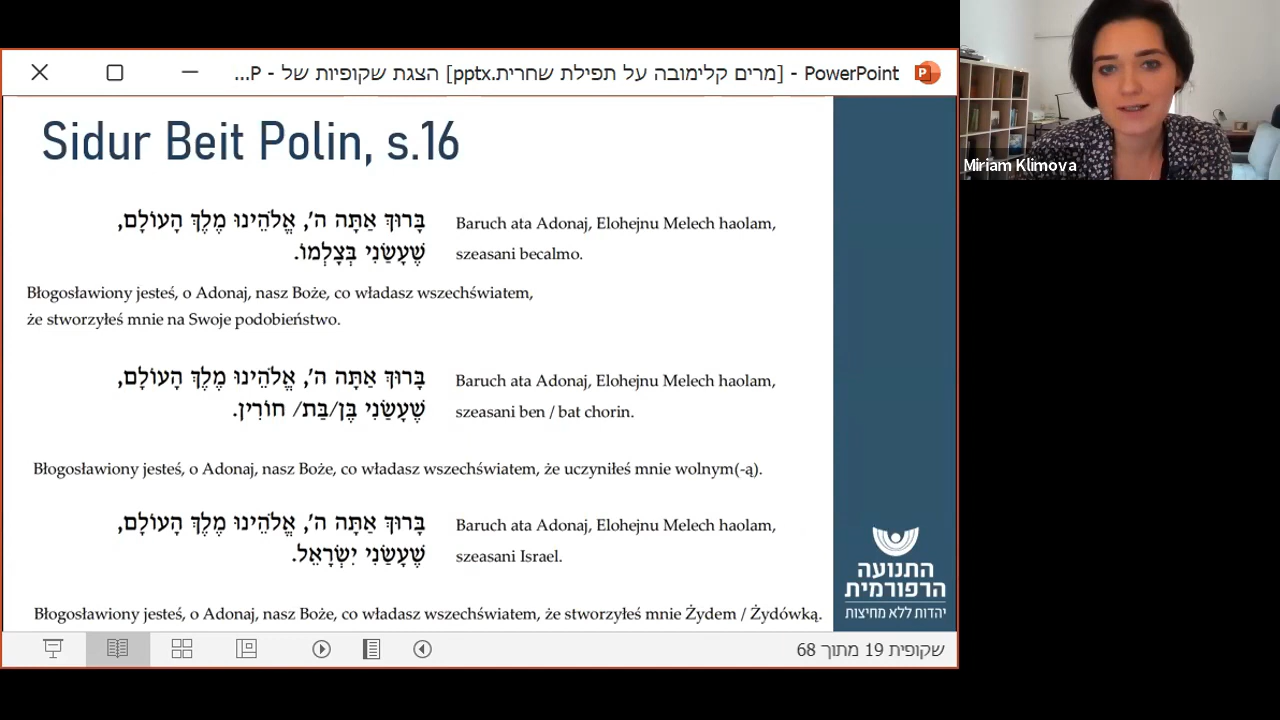 P - הצגת שקופיות של [מרים קלימובה על תפילת שחרית.pptx] - PowerPoint...
Sidur Beit Polin, s.16
בָּרוּךְ אַתָּה ה', אֱלֹהֵינוּ מֶלֶךְ הָעוֹלָם,
שֶׁעָשַׂנִי בְּצַלְמוֹ.
Baruch ata Adonaj, Elohejnu Melech haolam,
szeasani becalmo.
Błogosławiony jesteś, o Adonaj, nasz Boże, co władasz wszechświatem,
że stworzyłeś mnie na Swoje podobieństwo.
בָּרוּךְ אַתָּה ה', אֱלֹהֵינוּ מֶלֶךְ הָעוֹלָם,
שֶׁעָשַׂנִי בֶּן/בַּת/ חוֹרִין.
Baruch ata Adonaj, Elohejnu Melech haolam,
szeasani ben / bat chorin.
Błogosławiony jesteś, o Adonaj, nasz Boże, co władasz wszechświatem, że uczyniłeś mnie wolnym(-ą).
בָּרוּךְ אַתָּה ה', אֱלֹהֵינוּ מֶלֶךְ הָעוֹלָם,
שֶׁעָשַׂנִי יִשְׂרָאֵל.
Baruch ata Adonaj, Elohejnu Melech haolam,
szeasani Israel.
Błogosławiony jesteś, o Adonaj, nasz Boże, co władasz wszechświatem, że stworzyłeś mnie Żydem / Żydówką.
התנועה
הרפורמית
יהדות ללא מחיצות
שקופית 19 מתוך 68
Miriam Klimova